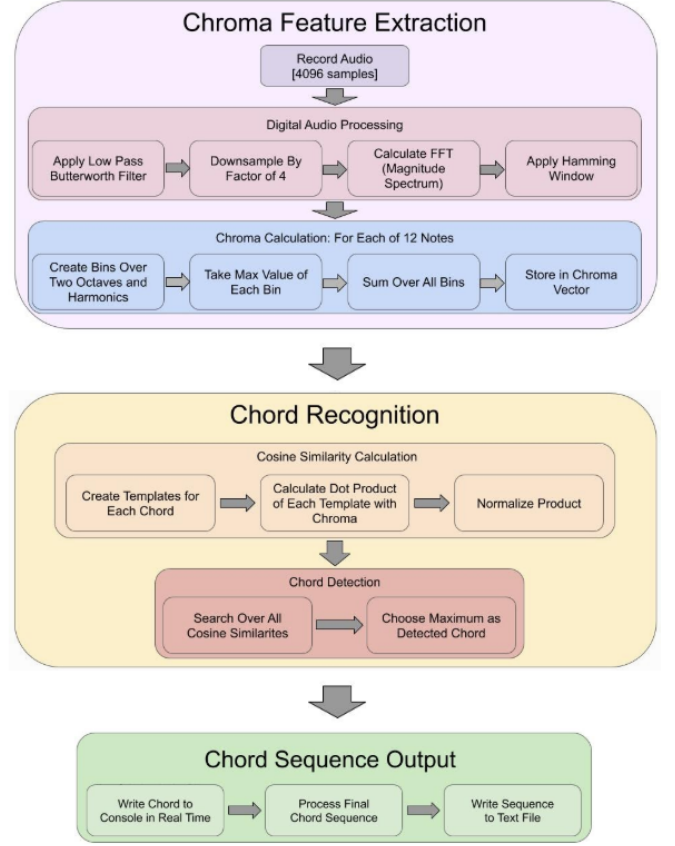 Chroma Feature Extraction
Record Audio
[4096 samples]
Digital Audio Processing
Apply Low Pass
Butterworth Filter
Downsample By
Factor of 4
Calculate FFT
(Magnitude
Spectrum)
Apply Hamming
Window
Chroma Calculation: For Each of 12 Notes
Create Bins Over
Two Octaves and
Harmonics
Take Max Value of
Each Bin
Sum Over All Bins
Store in Chroma
Vector
Chord Recognition
Cosine Similarity Calculation
Create Templates for
Each Chord
Calculate Dot Product
of Each Template with
Chroma
Normalize Product
Chord Detection
Search Over All
Cosine Similarites
Choose Maximum as
Detected Chord
Chord Sequence Output
Write Chord to
Console in Real Time
Process Final
Chord Sequence
Write Sequence
to Text File